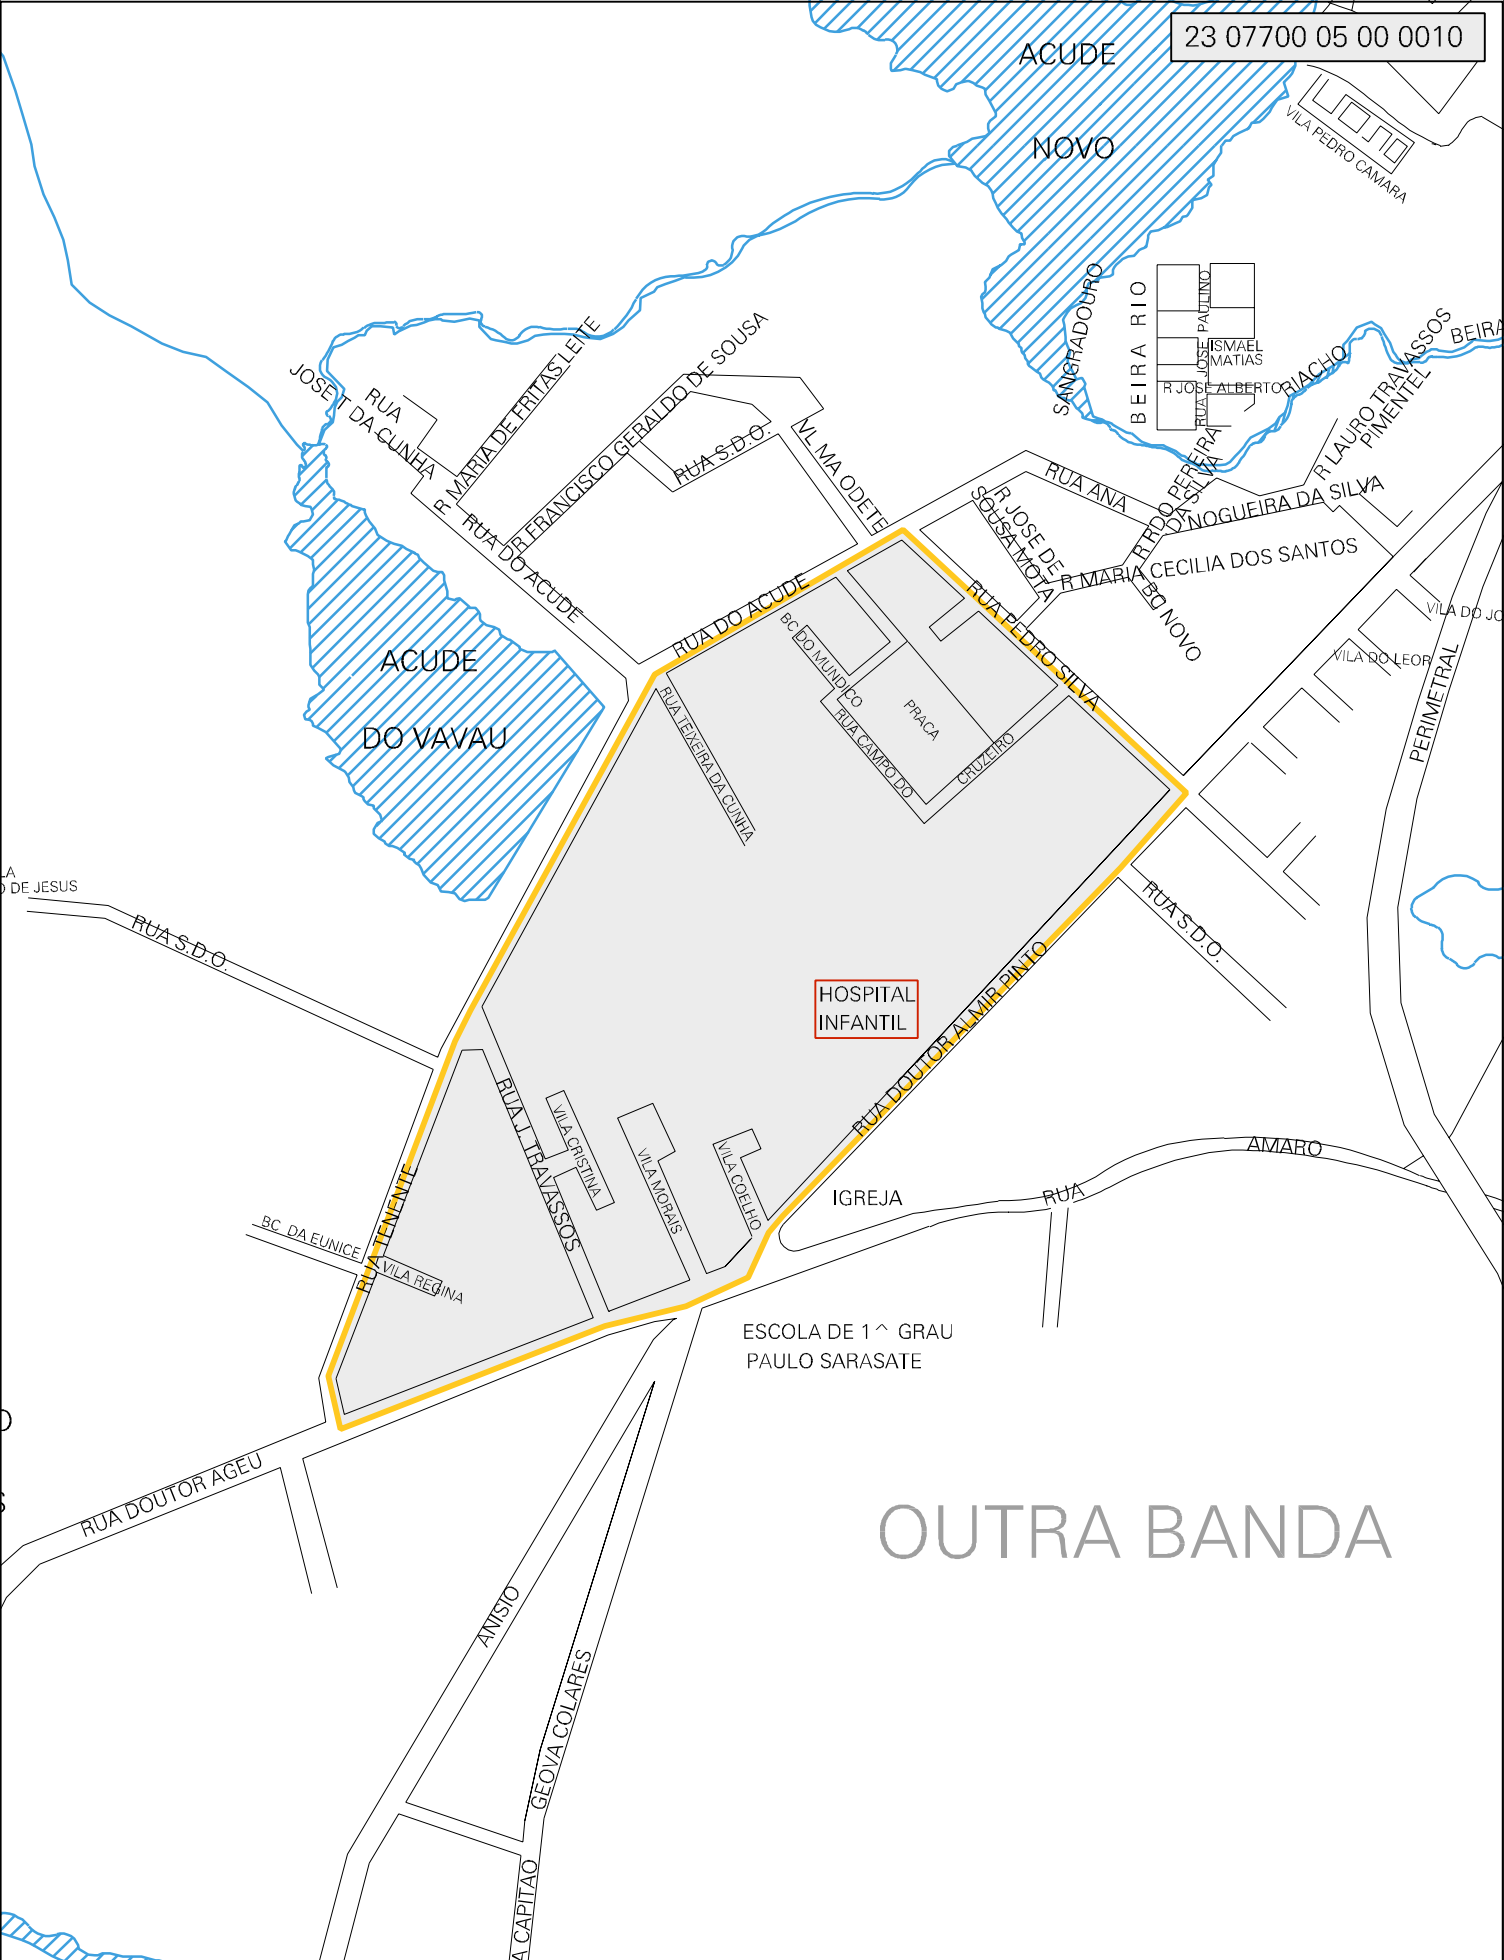 23 07700 05 00 0010
ACUDE
NOVO
VILA PEDRO CAMARA
SANGRADOURO
BEIRA RIO
RUA JOSE PAULINO
ISMAEL
MATIAS
R JOSE ALBERTO
RIACHO
BEIRA
R LAURO TRAVASSOS
PIMENTEL
JOSE T DA CUNHA
RUA
R MARIA DE FRITAS LEITE
R FRANCISCO GERALDO DE SOUSA
RUA S.D.O.
VL MA ODETE
RUA DO ACUDE
RUA ANA
NOGUEIRA DA SILVA
R RDO PEREIRA
DA SILVA
R JOSE DE
SOUSA MOTA
R MARIA CECILIA DOS SANTOS
BC NOVO
VILA DO JO
VILA DO LEOR
PERIMETRAL
ACUDE
DO VAVAU
RUA DO ACUDE
RUA PEDRO SILVA
BC DO MUNDICO
PRACA
RUA CAMPO DO
CRUZEIRO
RUA TEIXEIRA DA CUNHA
LA
O DE JESUS
RUA S.D.O.
RUA S.D.O.
HOSPITAL
INFANTIL
RUA DOUTOR ALMIR PINTO
RUA J. TRAVASSOS
VILA CRISTINA
VILA MORAIS
VILA COELHO
IGREJA
RUA
AMARO
RUA TENENTE
BC DA EUNICE
VILA REGINA
ESCOLA DE 1^ GRAU
PAULO SARASATE
O
S
RUA DOUTOR AGEU
OUTRA BANDA
ANISIO
GEOVA COLARES
A CAPITAO